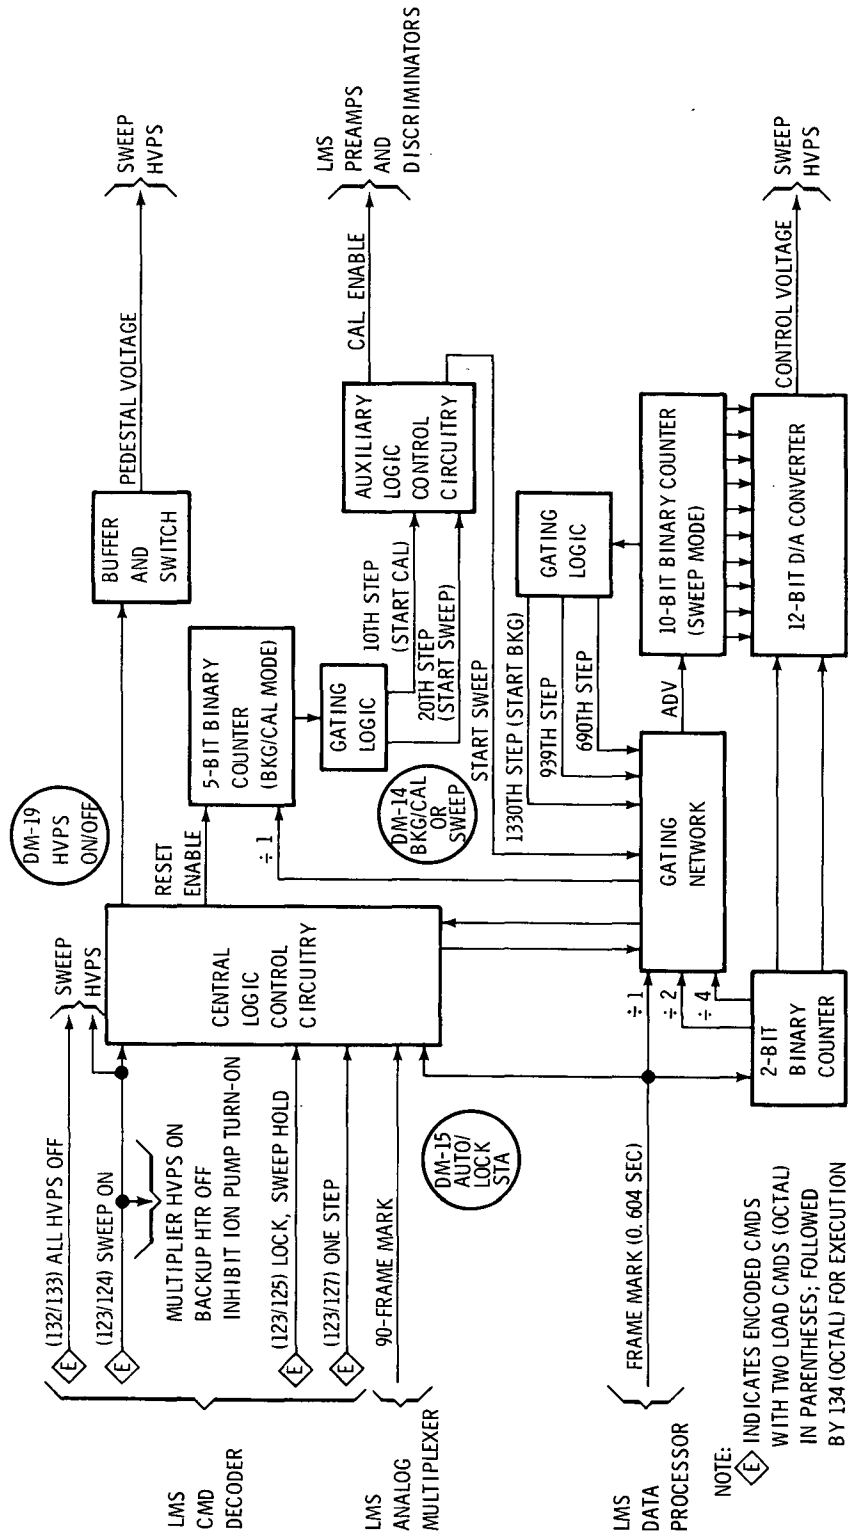 LMS
CMD
DECODER
(132/133) ALL HVPS OFF
(123/124) SWEEP ON
MULTIPLIER HVPS ON
BACKUP HTR OFF
INHIBIT ION PUMP TURN-ON
(123/125) LOCK, SWEEP HOLD
(123/127) ONE STEP
E
E
E
E
SWEEP
HVPS
LMS
ANALOG
MULTIPLEXER
90-FRAME MARK
DM-15
AUTO/
LOCK
STA
LMS
DATA
PROCESSOR
FRAME MARK (0.604 SEC)
CENTRAL
LOGIC
CONTROL
CIRCUITRY
DM-19
HVPS
ON/OFF
BUFFER
AND
SWITCH
PEDESTAL VOLTAGE
SWEEP
HVPS
RESET
ENABLE
÷ 1
5-BIT BINARY
COUNTER
(BKG/CAL MODE)
GATING
LOGIC
10TH STEP
(START CAL)
20TH STEP
(START SWEEP)
DM-14
BKG/CAL
OR
SWEEP
AUXILIARY
LOGIC
CONTROL
CIRCUITRY
CAL. ENABLE
LMS
PREAMPS
AND
DISCRIMINATORS
START SWEEP
1330TH STEP (START BKG)
939TH STEP
690TH STEP
GATING
LOGIC
÷ 1
÷ 2
÷ 4
GATING
NETWORK
ADV
10-BIT BINARY COUNTER
(SWEEP MODE)
2-BIT
BINARY
COUNTER
12-BIT D/A CONVERTER
CONTROL VOLTAGE
SWEEP
HVPS
NOTE:
E INDICATES ENCODED CMDS
WITH TWO LOAD CMDS (OCTAL)
IN PARENTHESES; FOLLOWED
BY 134 (OCTAL) FOR EXECUTION